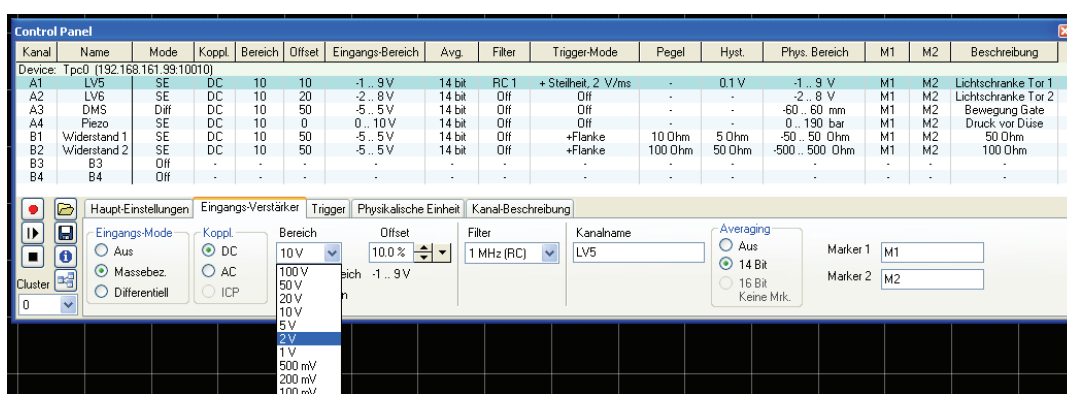 Control Panel
Kanal Name Mode Koppl. Bereich Offset Eingangs-Bereich Avg. Filter Trigger-Mode Pegel Hyst. Phys. Bereich M1 M2 Beschreibung
Device: Tpc0 (192.168.161.99:10010)
A1 LV5 SE DC 10 10 -1 .. 9 V 14 bit RC 1 + Steilheit, 2 V/ms - 0.1 V -1 .. 9 V M1 M2 Lichtschranke Tor 1
A2 LV6 SE DC 10 20 -2 .. 8 V 14 bit Off Off - - -2 .. 8 V M1 M2 Lichtschranke Tor 2
A3 DMS Diff DC 10 50 -5 .. 5 V 14 bit Off Off - - -60 .. 60 mm M1 M2 Bewegung Gate
A4 Piezo SE DC 10 0 0 .. 10 V 14 bit Off Off - - 0 .. 190 bar M1 M2 Druck vor Düse
B1 Widerstand 1 SE DC 10 50 -5 .. 5 V 14 bit Off +Flanke 10 Ohm 5 Ohm -50 .. 50 Ohm M1 M2 50 Ohm
B2 Widerstand 2 SE DC 10 50 -5 .. 5 V 14 bit Off +Flanke 100 Ohm 50 Ohm -500 .. 500 Ohm M1 M2 100 Ohm
B3 B3 Off - - - - - - - - - - - - -
B4 B4 Off - - - - - - - - - - - - -
Haupt-Einstellungen Eingangs-Verstärker Trigger Physikalische Einheit Kanal-Beschreibung
Eingangs-Mode Koppl. Bereich Offset Filter Kanalname Averaging
Aus DC 10 V 10.0 % 1 MHz (RC) LV5 Aus Marker 1 M1
Massebez. AC 100 V eich -1 .. 9 V 14 Bit
Cluster Differentiell ICP 50 V n 16 Bit Marker 2 M2
0 20 V Keine Mrk.
10 V
5 V
2 V
1 V
500 mV
200 mV
100 mV